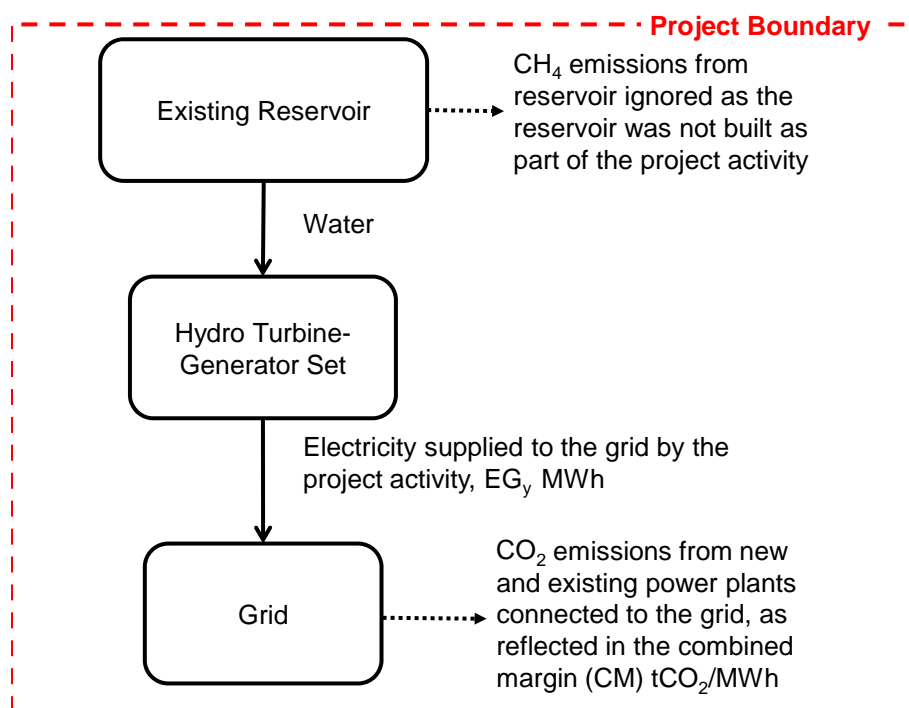 Project Boundary
Existing Reservoir
CH₄ emissions from
reservoir ignored as the
reservoir was not built as
part of the project activity
Water
Hydro Turbine-
Generator Set
Electricity supplied to the grid by the
project activity, EGᵧ MWh
Grid
CO₂ emissions from new
and existing power plants
connected to the grid, as
reflected in the combined
margin (CM) tCO₂/MWh